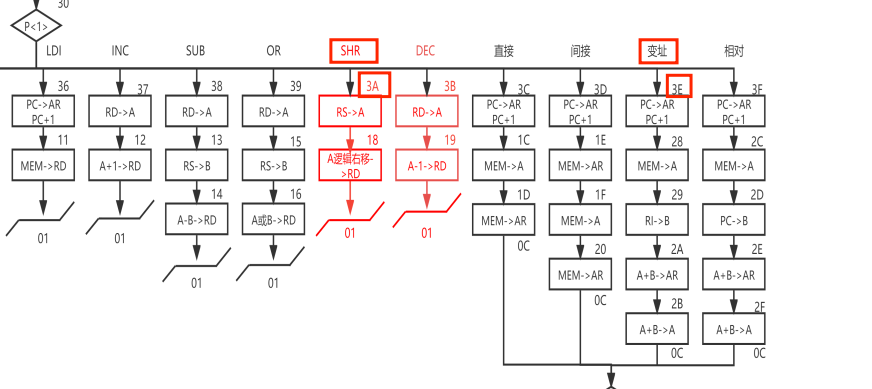 30
P<1>
LDI INC SUB OR SHR DEC 直接 间接 变址 相对
36 37 38 39 3A 3B 3C 3D 3E 3F
PC->AR RD->A RD->A RD->A RS->A RD->A PC->AR PC->AR PC->AR PC->AR
PC+1 PC+1 PC+1 PC+1 PC+1
11 12 13 15 18 19 1C 1E 28 2C
MEM->RD A+1->RD RS->B RS->B A逻辑右移- A-1->RD MEM->A MEM->AR MEM->A MEM->A
>RD
14 16 1D 1F 29 2D
A-B->RD A或B->RD MEM->AR MEM->A RI->B PC->B
01 01 01 01
0C 20 2A 2E
MEM->AR A+B->AR A+B->AR
01 01
0C 2B 2F
A+B->A A+B->A
0C 0C